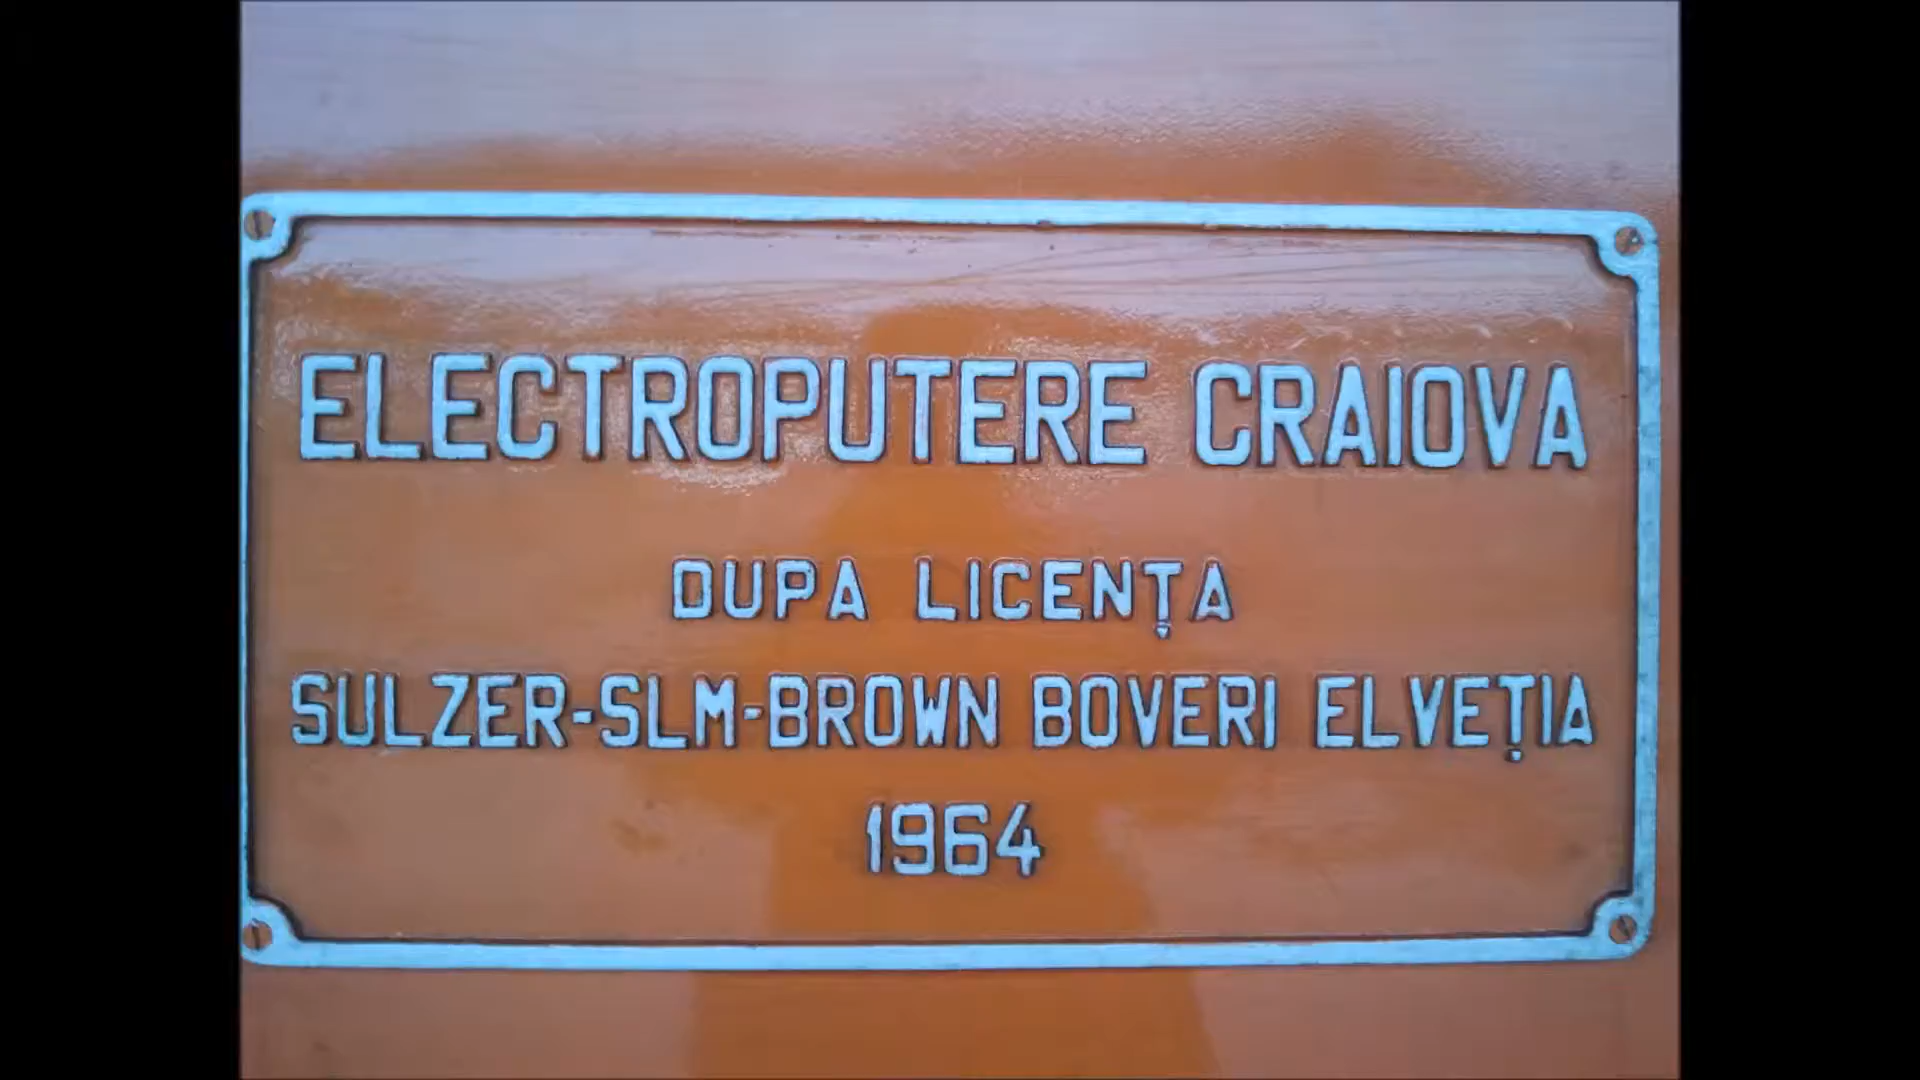 ELECTROPUTERE CRAIOVA
DUPA LICENȚA
SULZER-SLM-BROWN BOVERI ELVEȚIA
1964